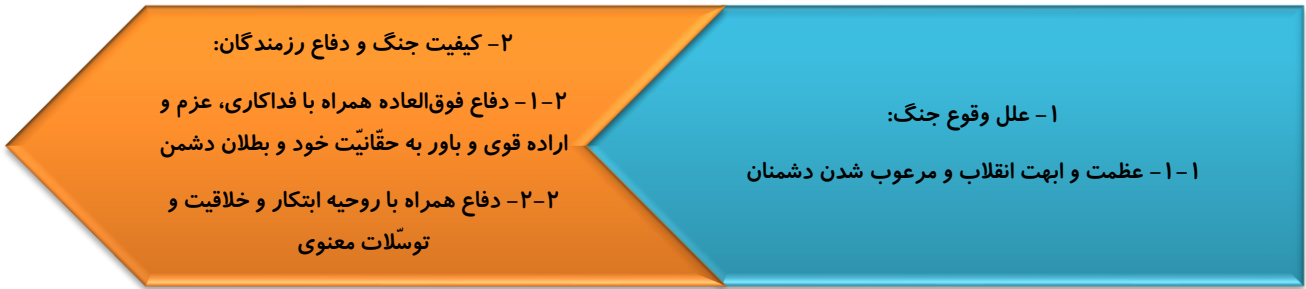 ۱- علل وقوع جنگ:
۱-۱- عظمت و ابهت انقلاب و مرعوب شدن دشمنان
۲- کیفیت جنگ و دفاع رزمندگان:
۲-۱- دفاع فوق‌العاده همراه با فداکاری، عزم و
اراده قوی و باور به حقّانیّت خود و بطلان دشمن
۲-۲- دفاع همراه با روحیه ابتکار و خلاقیت و
توسّلات معنوی